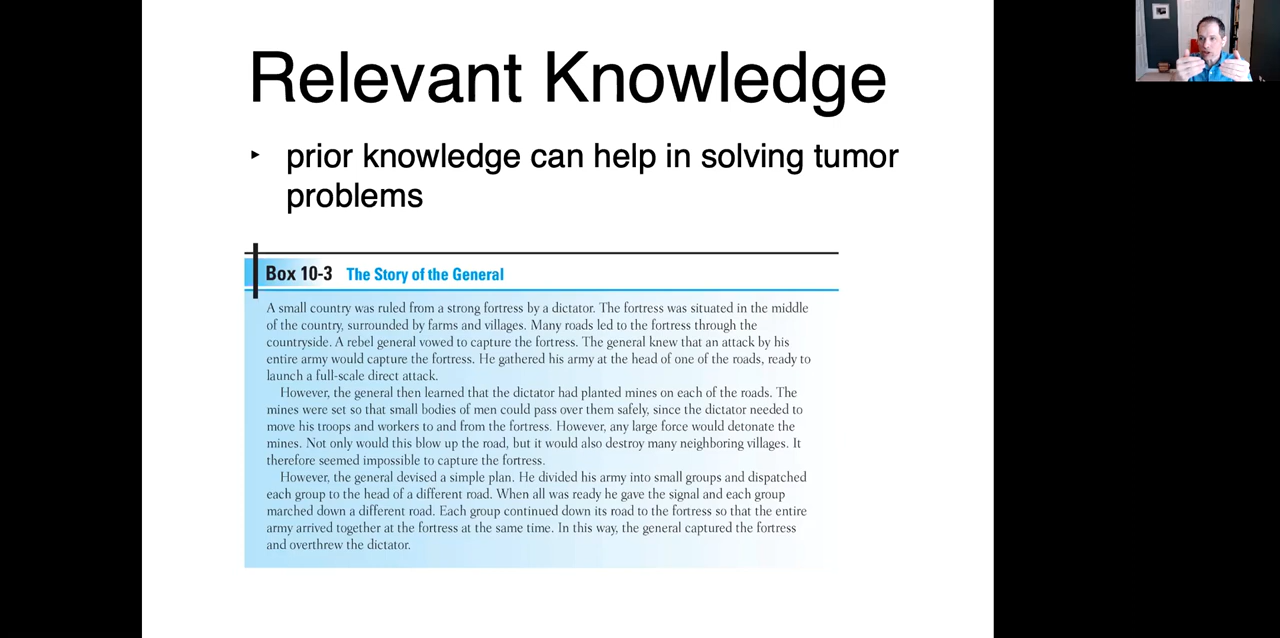 Relevant Knowledge
‣ prior knowledge can help in solving tumor
problems
Box 10-3 The Story of the General
A small country was ruled from a strong fortress by a dictator. The fortress was situated in the middle
of the country, surrounded by farms and villages. Many roads led to the fortress through the
countryside. A rebel general vowed to capture the fortress. The general knew that an attack by his
entire army would capture the fortress. He gathered his army at the head of one of the roads, ready to
launch a full-scale direct attack.
However, the general then learned that the dictator had planted mines on each of the roads. The
mines were set so that small bodies of men could pass over them safely, since the dictator needed to
move his troops and workers to and from the fortress. However, any large force would detonate the
mines. Not only would this blow up the road, but it would also destroy many neighboring villages. It
therefore seemed impossible to capture the fortress.
However, the general devised a simple plan. He divided his army into small groups and dispatched
each group to the head of a different road. When all was ready he gave the signal and each group
marched down a different road. Each group continued down its road to the fortress so that the entire
army arrived together at the fortress at the same time. In this way, the general captured the fortress
and overthrew the dictator.